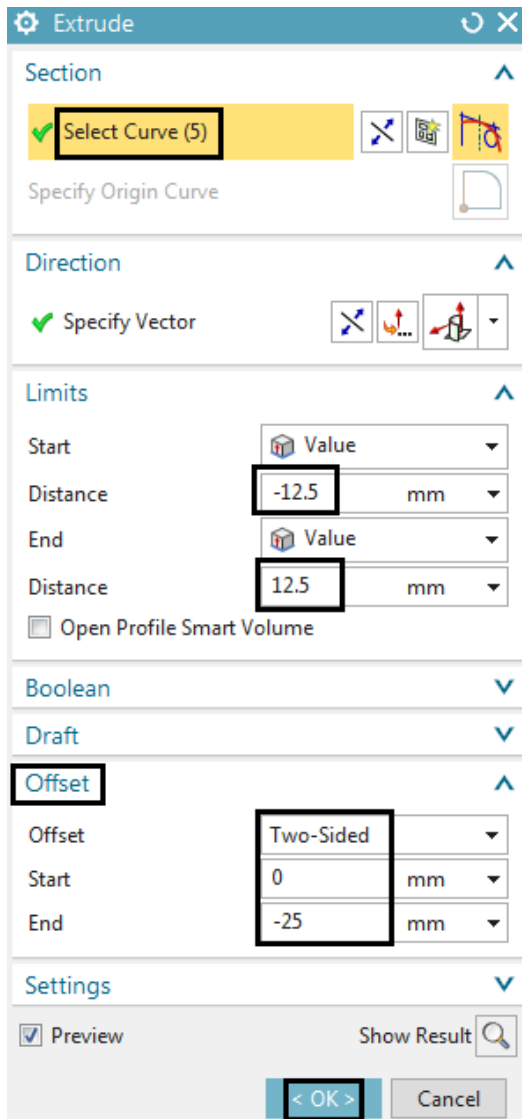 Extrude
Section
Select Curve (5)
Specify Origin Curve
Direction
Specify Vector
Limits
Start Value
Distance -12.5 mm
End Value
Distance 12.5 mm
Open Profile Smart Volume
Boolean
Draft
Offset
Offset Two-Sided
Start 0 mm
End -25 mm
Settings
Preview Show Result
< OK > Cancel